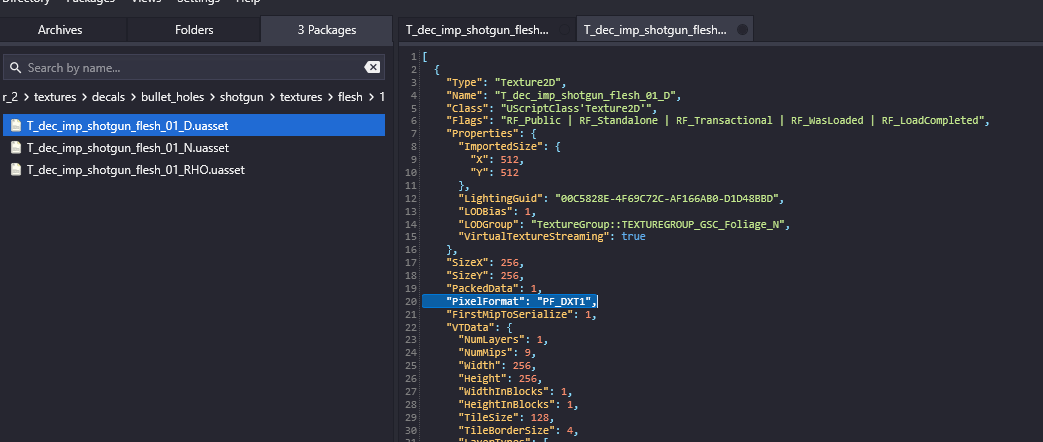 Directory Packages Views Settings Help
Archives Folders 3 Packages
T_dec_imp_shotgun_flesh... T_dec_imp_shotgun_flesh...
Search by name...
r_2 > textures > decals > bullet_holes > shotgun > textures > flesh > 1
T_dec_imp_shotgun_flesh_01_D.uasset
T_dec_imp_shotgun_flesh_01_N.uasset
T_dec_imp_shotgun_flesh_01_RHO.uasset
1 [
2 {
3 "Type": "Texture2D",
4 "Name": "T_dec_imp_shotgun_flesh_01_D",
5 "Class": "UScriptClass'Texture2D'",
6 "Flags": "RF_Public | RF_Standalone | RF_Transactional | RF_WasLoaded | RF_LoadCompleted",
7 "Properties": {
8 "ImportedSize": {
9 "X": 512,
10 "Y": 512
11 },
12 "LightingGuid": "00C5828E-4F69C72C-AF166AB0-D1D48BBD",
13 "LODBias": 1,
14 "LODGroup": "TextureGroup::TEXTUREGROUP_GSC_Foliage_N",
15 "VirtualTextureStreaming": true
16 },
17 "SizeX": 256,
18 "SizeY": 256,
19 "PackedData": 1,
20 "PixelFormat": "PF_DXT1",
21 "FirstMipToSerialize": 1,
22 "VTData": {
23 "NumLayers": 1,
24 "NumMips": 9,
25 "Width": 256,
26 "Height": 256,
27 "WidthInBlocks": 1,
28 "HeightInBlocks": 1,
29 "TileSize": 128,
30 "TileBorderSize": 4,
31 "LayerTypes": [